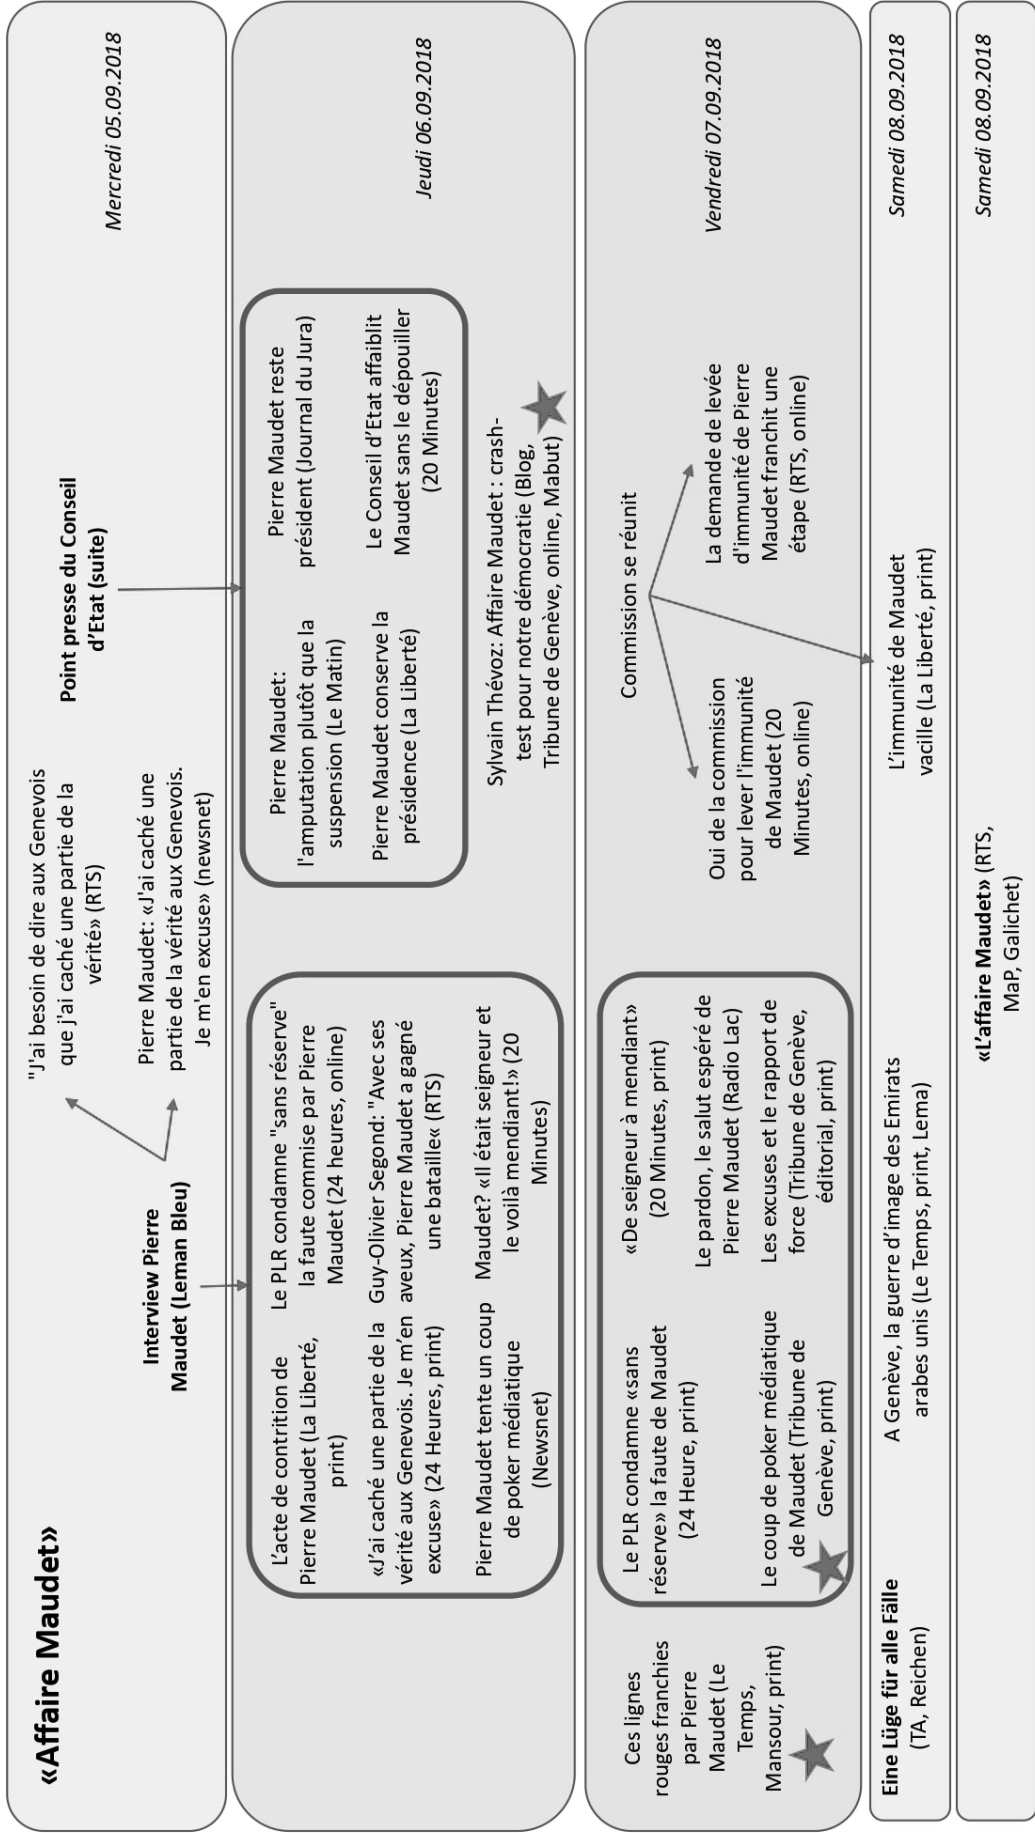 «Affaire Maudet»
Mercredi 05.09.2018
Interview Pierre
Maudet (Leman Bleu)
"J'ai besoin de dire aux Genevois
que j'ai caché une partie de la
vérité» (RTS)
Pierre Maudet: «J'ai caché une
partie de la vérité aux Genevois.
Je m'en excuse» (newsnet)
Point presse du Conseil
d'Etat (suite)
Jeudi 06.09.2018
L'acte de contrition de
Pierre Maudet (La Liberté,
print)
«J'ai caché une partie de la
vérité aux Genevois. Je m'en
excuse» (24 Heures, print)
Pierre Maudet tente un coup
de poker médiatique
(Newsnet)
Le PLR condamne "sans réserve"
la faute commise par Pierre
Maudet (24 heures, online)
Guy-Olivier Segond: "Avec ses
aveux, Pierre Maudet a gagné
une bataille« (RTS)
Maudet? «Il était seigneur et
le voilà mendiant!» (20
Minutes)
Pierre Maudet:
l'amputation plutôt que la
suspension (Le Matin)
Pierre Maudet conserve la
présidence (La Liberté)
Pierre Maudet reste
président (Journal du Jura)
Le Conseil d'Etat affaiblit
Maudet sans le dépouiller
(20 Minutes)
Sylvain Thévoz: Affaire Maudet : crash-
test pour notre démocratie (Blog,
Tribune de Genève, online, Mabut)
Vendredi 07.09.2018
Ces lignes
rouges franchies
par Pierre
Maudet (Le
Temps,
Mansour, print)
Le PLR condamne «sans
réserve» la faute de Maudet
(24 Heure, print)
Le coup de poker médiatique
de Maudet (Tribune de
Genève, print)
«De seigneur à mendiant»
(20 Minutes, print)
Le pardon, le salut espéré de
Pierre Maudet (Radio Lac)
Les excuses et le rapport de
force (Tribune de Genève,
éditorial, print)
Commission se réunit
Oui de la commission
pour lever l'immunité
de Maudet (20
Minutes, online)
La demande de levée
d'immunité de Pierre
Maudet franchit une
étape (RTS, online)
Samedi 08.09.2018
Eine Lüge für alle Fälle
(TA, Reichen)
A Genève, la guerre d'image des Emirats
arabes unis (Le Temps, print, Lema)
L'immunité de Maudet
vacille (La Liberté, print)
Samedi 08.09.2018
«L'affaire Maudet» (RTS,
MaP, Galichet)